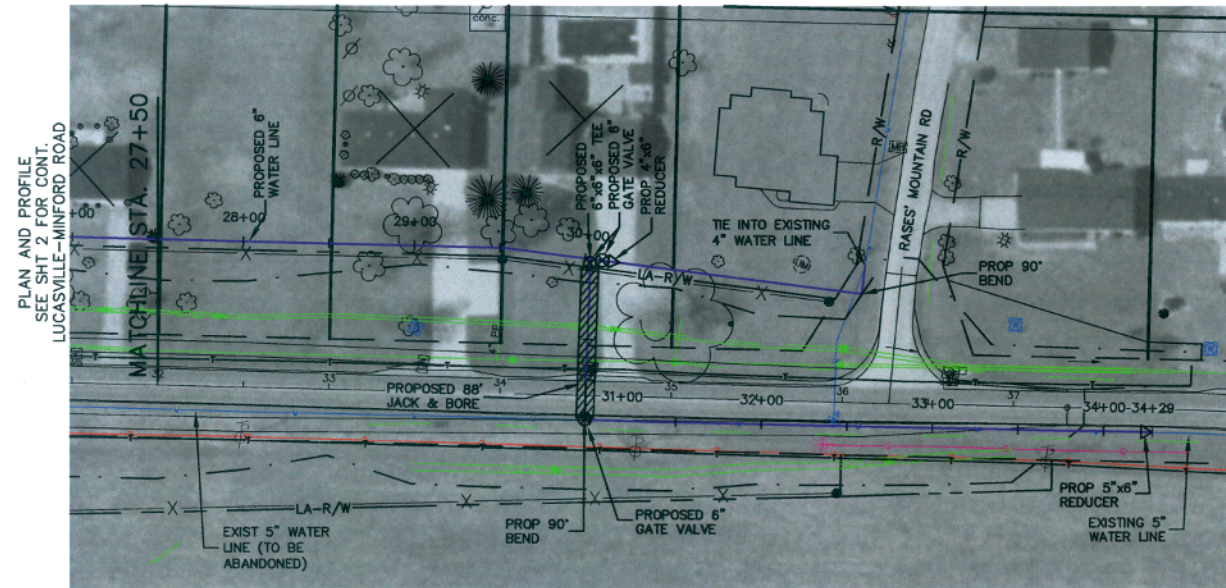 PLAN AND PROFILE
SEE SHT 2 FOR CONT.
LUCASVILLE-MINFORD ROAD
MATCHLINE STA. 27+50
conc.
+00
28+00
PROPOSED 6"
WATER LINE
29+00
30+00
PROPOSED
6"x6"x6" TEE
PROPOSED 6"
GATE VALVE
PROP 4"x6"
REDUCER
LA-R/W
TIE INTO EXISTING
4" WATER LINE
R/W
RASES' MOUNTAIN RD
R/W
PROP 90°
BEND
PROPOSED 88'
JACK & BORE
32
33
34
35
36
37
31+00
32+00
33+00
34+00-34+29
LA-R/W
EXIST 5" WATER
LINE (TO BE
ABANDONED)
PROP 90°
BEND
PROPOSED 6"
GATE VALVE
PROP 5"x6"
REDUCER
EXISTING 5"
WATER LINE